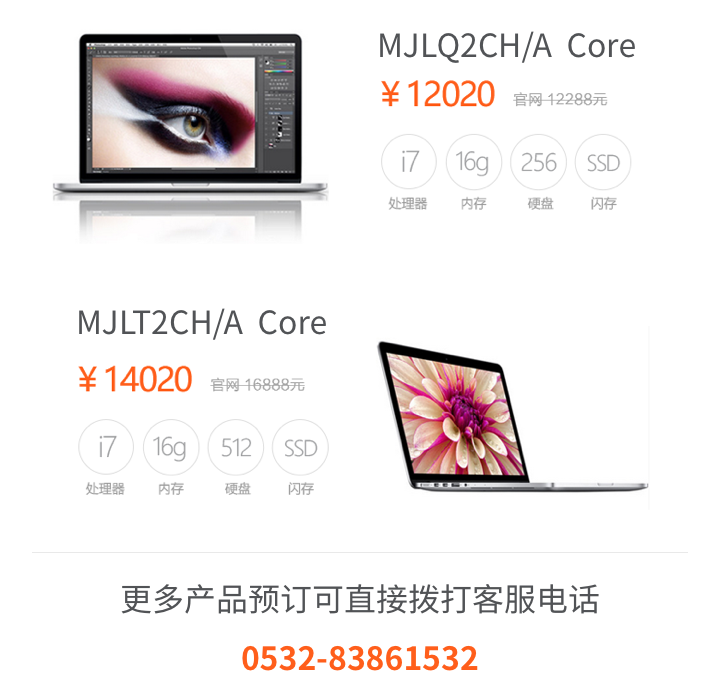 MJLQ2CH/A Core
¥12020 官网 12288元
i7 16g 256 SSD
处理器 内存 硬盘 闪存
MJLT2CH/A Core
¥14020 官网 16888元
i7 16g 512 SSD
处理器 内存 硬盘 闪存
更多产品预订可直接拨打客服电话
0532-83861532